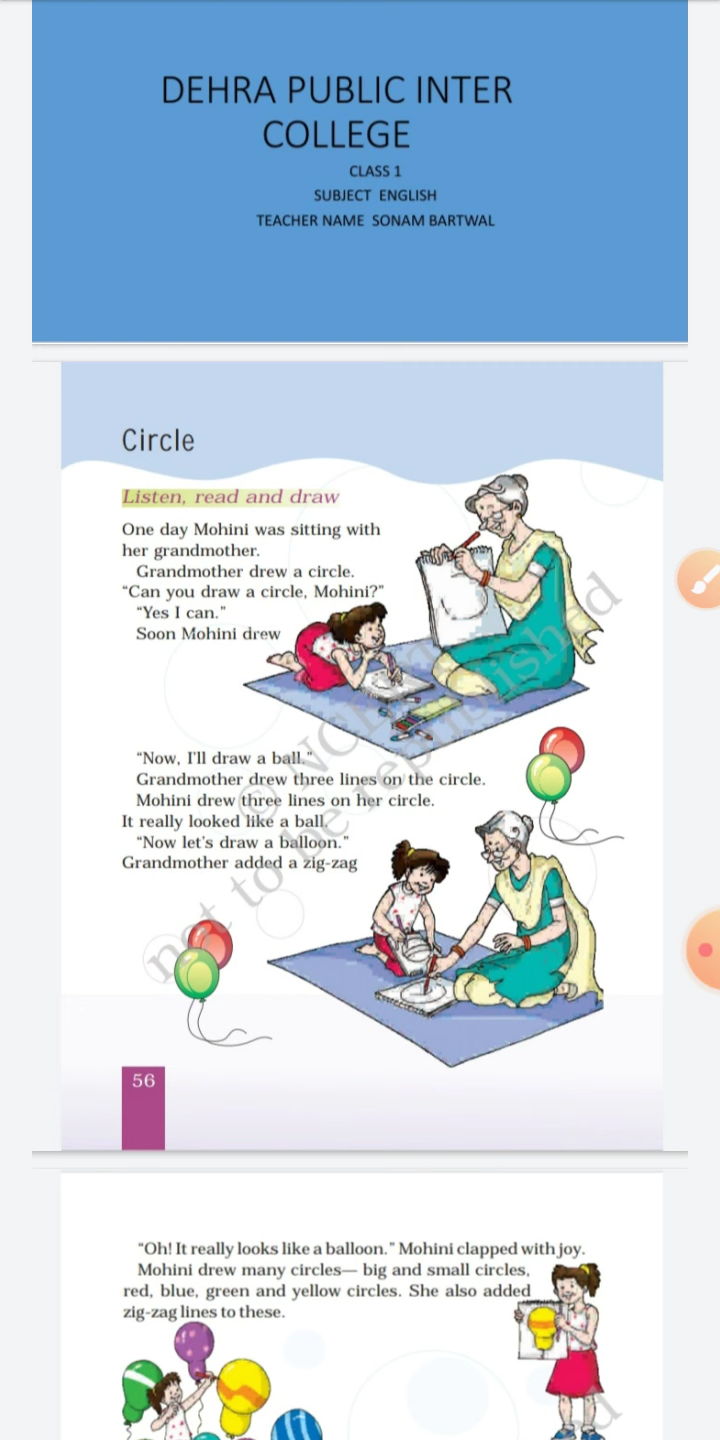 DEHRA PUBLIC INTER
COLLEGE
CLASS 1
SUBJECT ENGLISH
TEACHER NAME SONAM BARTWAL
Circle
Listen, read and draw
One day Mohini was sitting with
her grandmother.
Grandmother drew a circle.
“Can you draw a circle, Mohini?”
“Yes I can.”
Soon Mohini drew
“Now, I'll draw a ball.”
Grandmother drew three lines on the circle.
Mohini drew three lines on her circle.
It really looked like a ball.
“Now let's draw a balloon.”
Grandmother added a zig-zag
© NCERT
not to be republished
56
“Oh! It really looks like a balloon.” Mohini clapped with joy.
Mohini drew many circles— big and small circles,
red, blue, green and yellow circles. She also added
zig-zag lines to these.